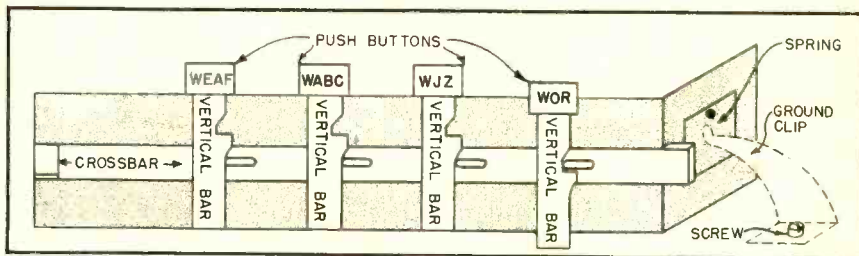 PUSH BUTTONS
SPRING
WEAF
WABC
WJZ
WOR
GROUND
CLIP
CROSSBAR
VERTICAL BAR
VERTICAL BAR
VERTICAL BAR
VERTICAL BAR
SCREW